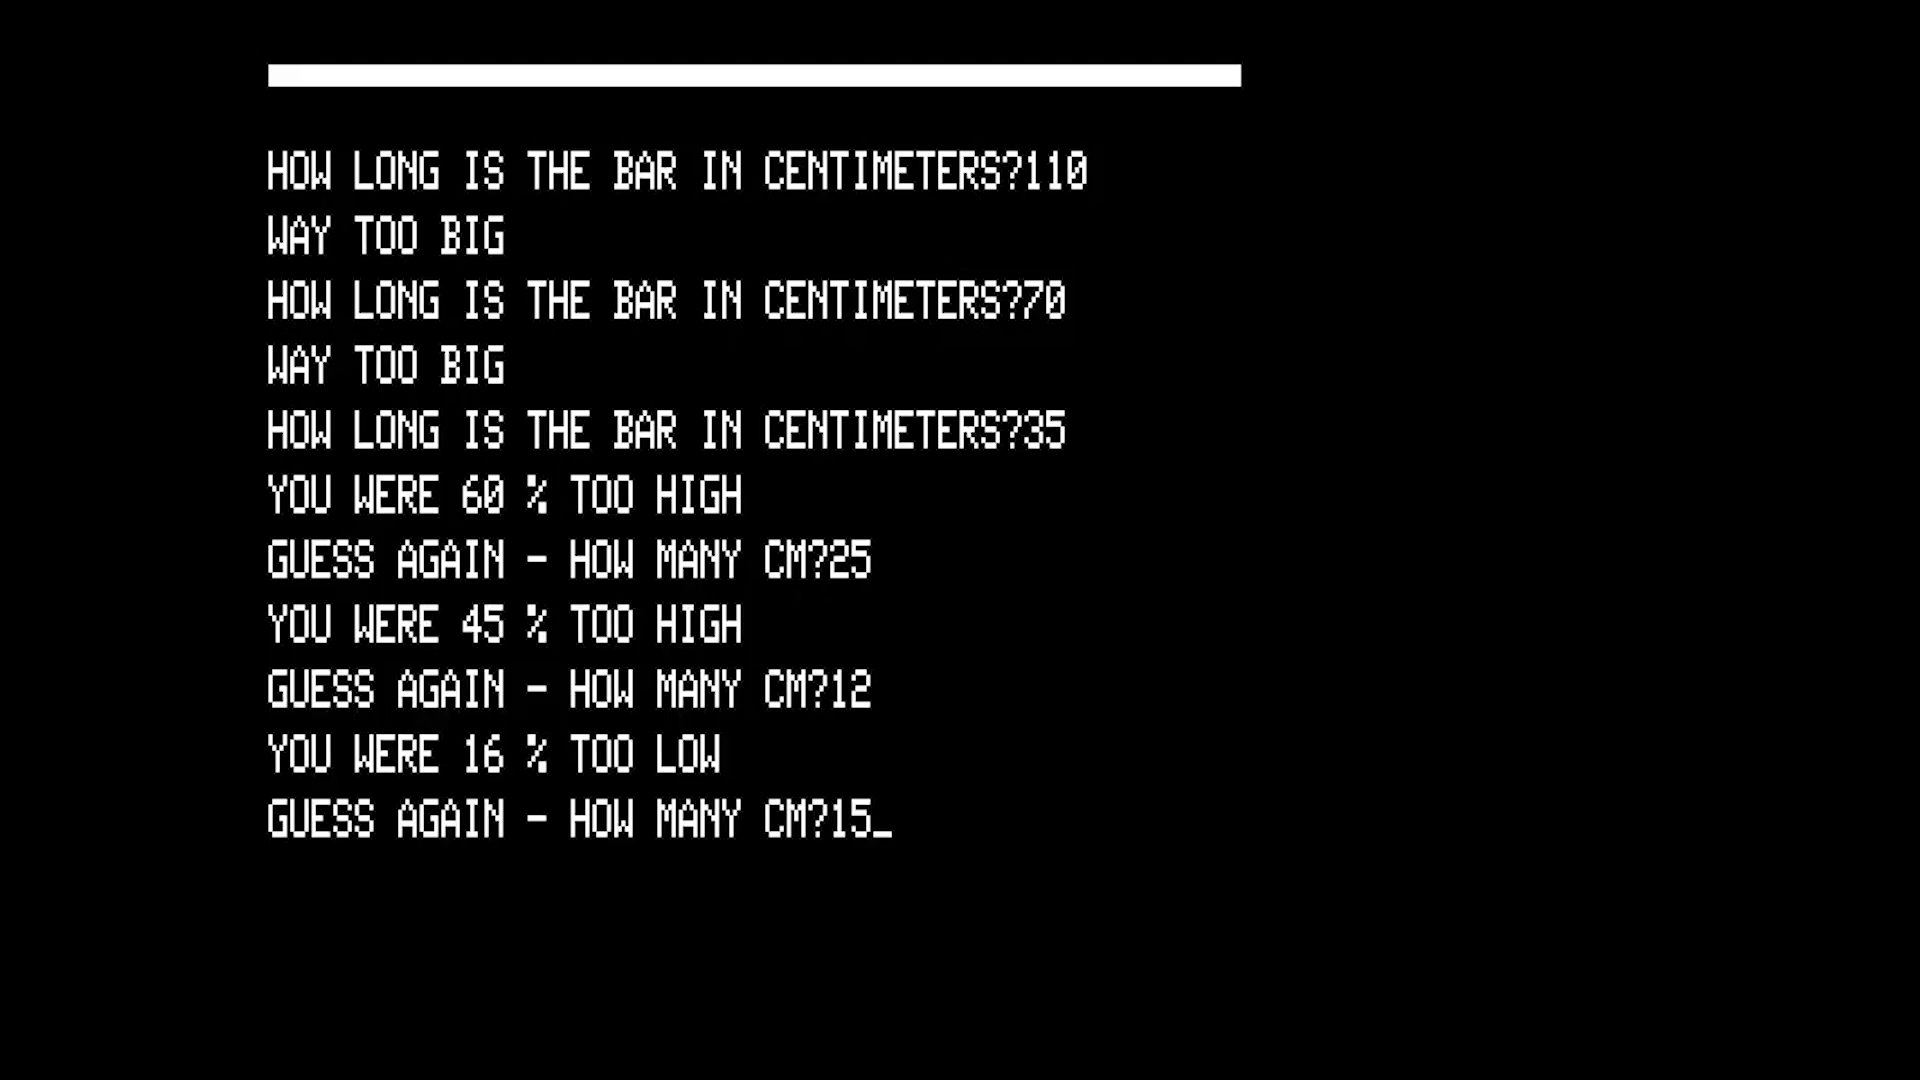 HOW LONG IS THE BAR IN CENTIMETERS?110
WAY TOO BIG
HOW LONG IS THE BAR IN CENTIMETERS?70
WAY TOO BIG
HOW LONG IS THE BAR IN CENTIMETERS?35
YOU WERE 60 % TOO HIGH
GUESS AGAIN - HOW MANY CM?25
YOU WERE 45 % TOO HIGH
GUESS AGAIN - HOW MANY CM?12
YOU WERE 16 % TOO LOW
GUESS AGAIN - HOW MANY CM?15_